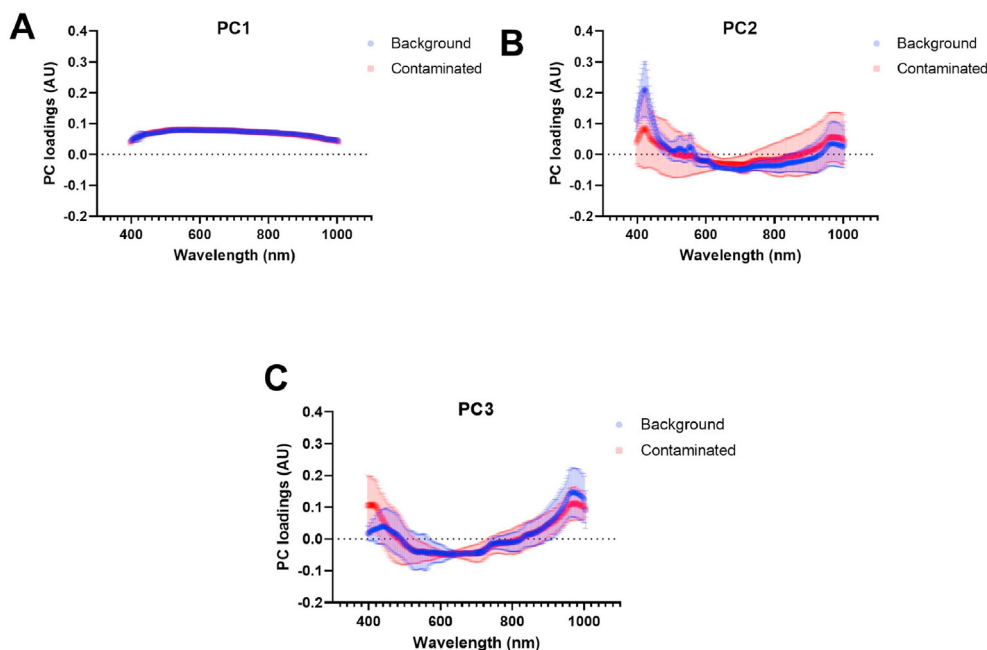 A
PC1
PC loadings (AU)
0.4
0.3
0.2
0.1
0.0
-0.1
-0.2
400
600
800
1000
Wavelength (nm)
Background
Contaminated
B
PC2
PC loadings (AU)
0.4
0.3
0.2
0.1
0.0
-0.1
-0.2
400
600
800
1000
Wavelength (nm)
Background
Contaminated
C
PC3
PC loadings (AU)
0.4
0.3
0.2
0.1
0.0
-0.1
-0.2
400
600
800
1000
Wavelength (nm)
Background
Contaminated